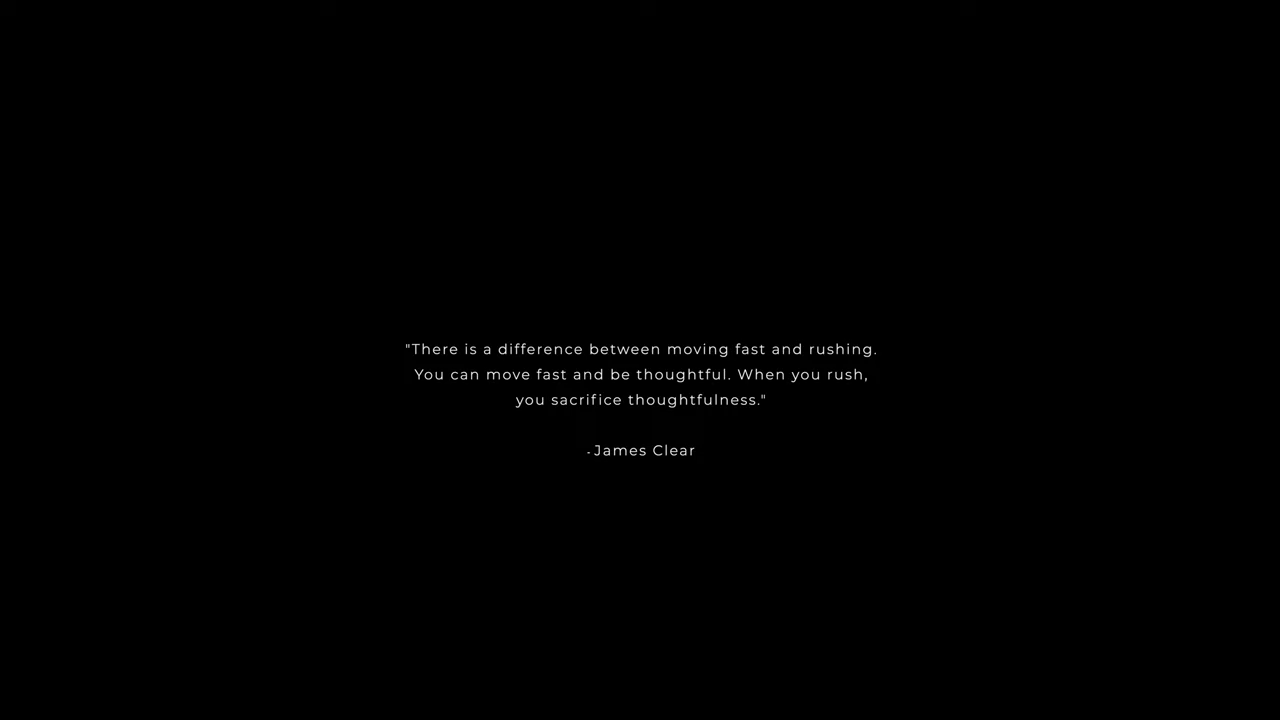 "There is a difference between moving fast and rushing.
You can move fast and be thoughtful. When you rush,
you sacrifice thoughtfulness."
- James Clear